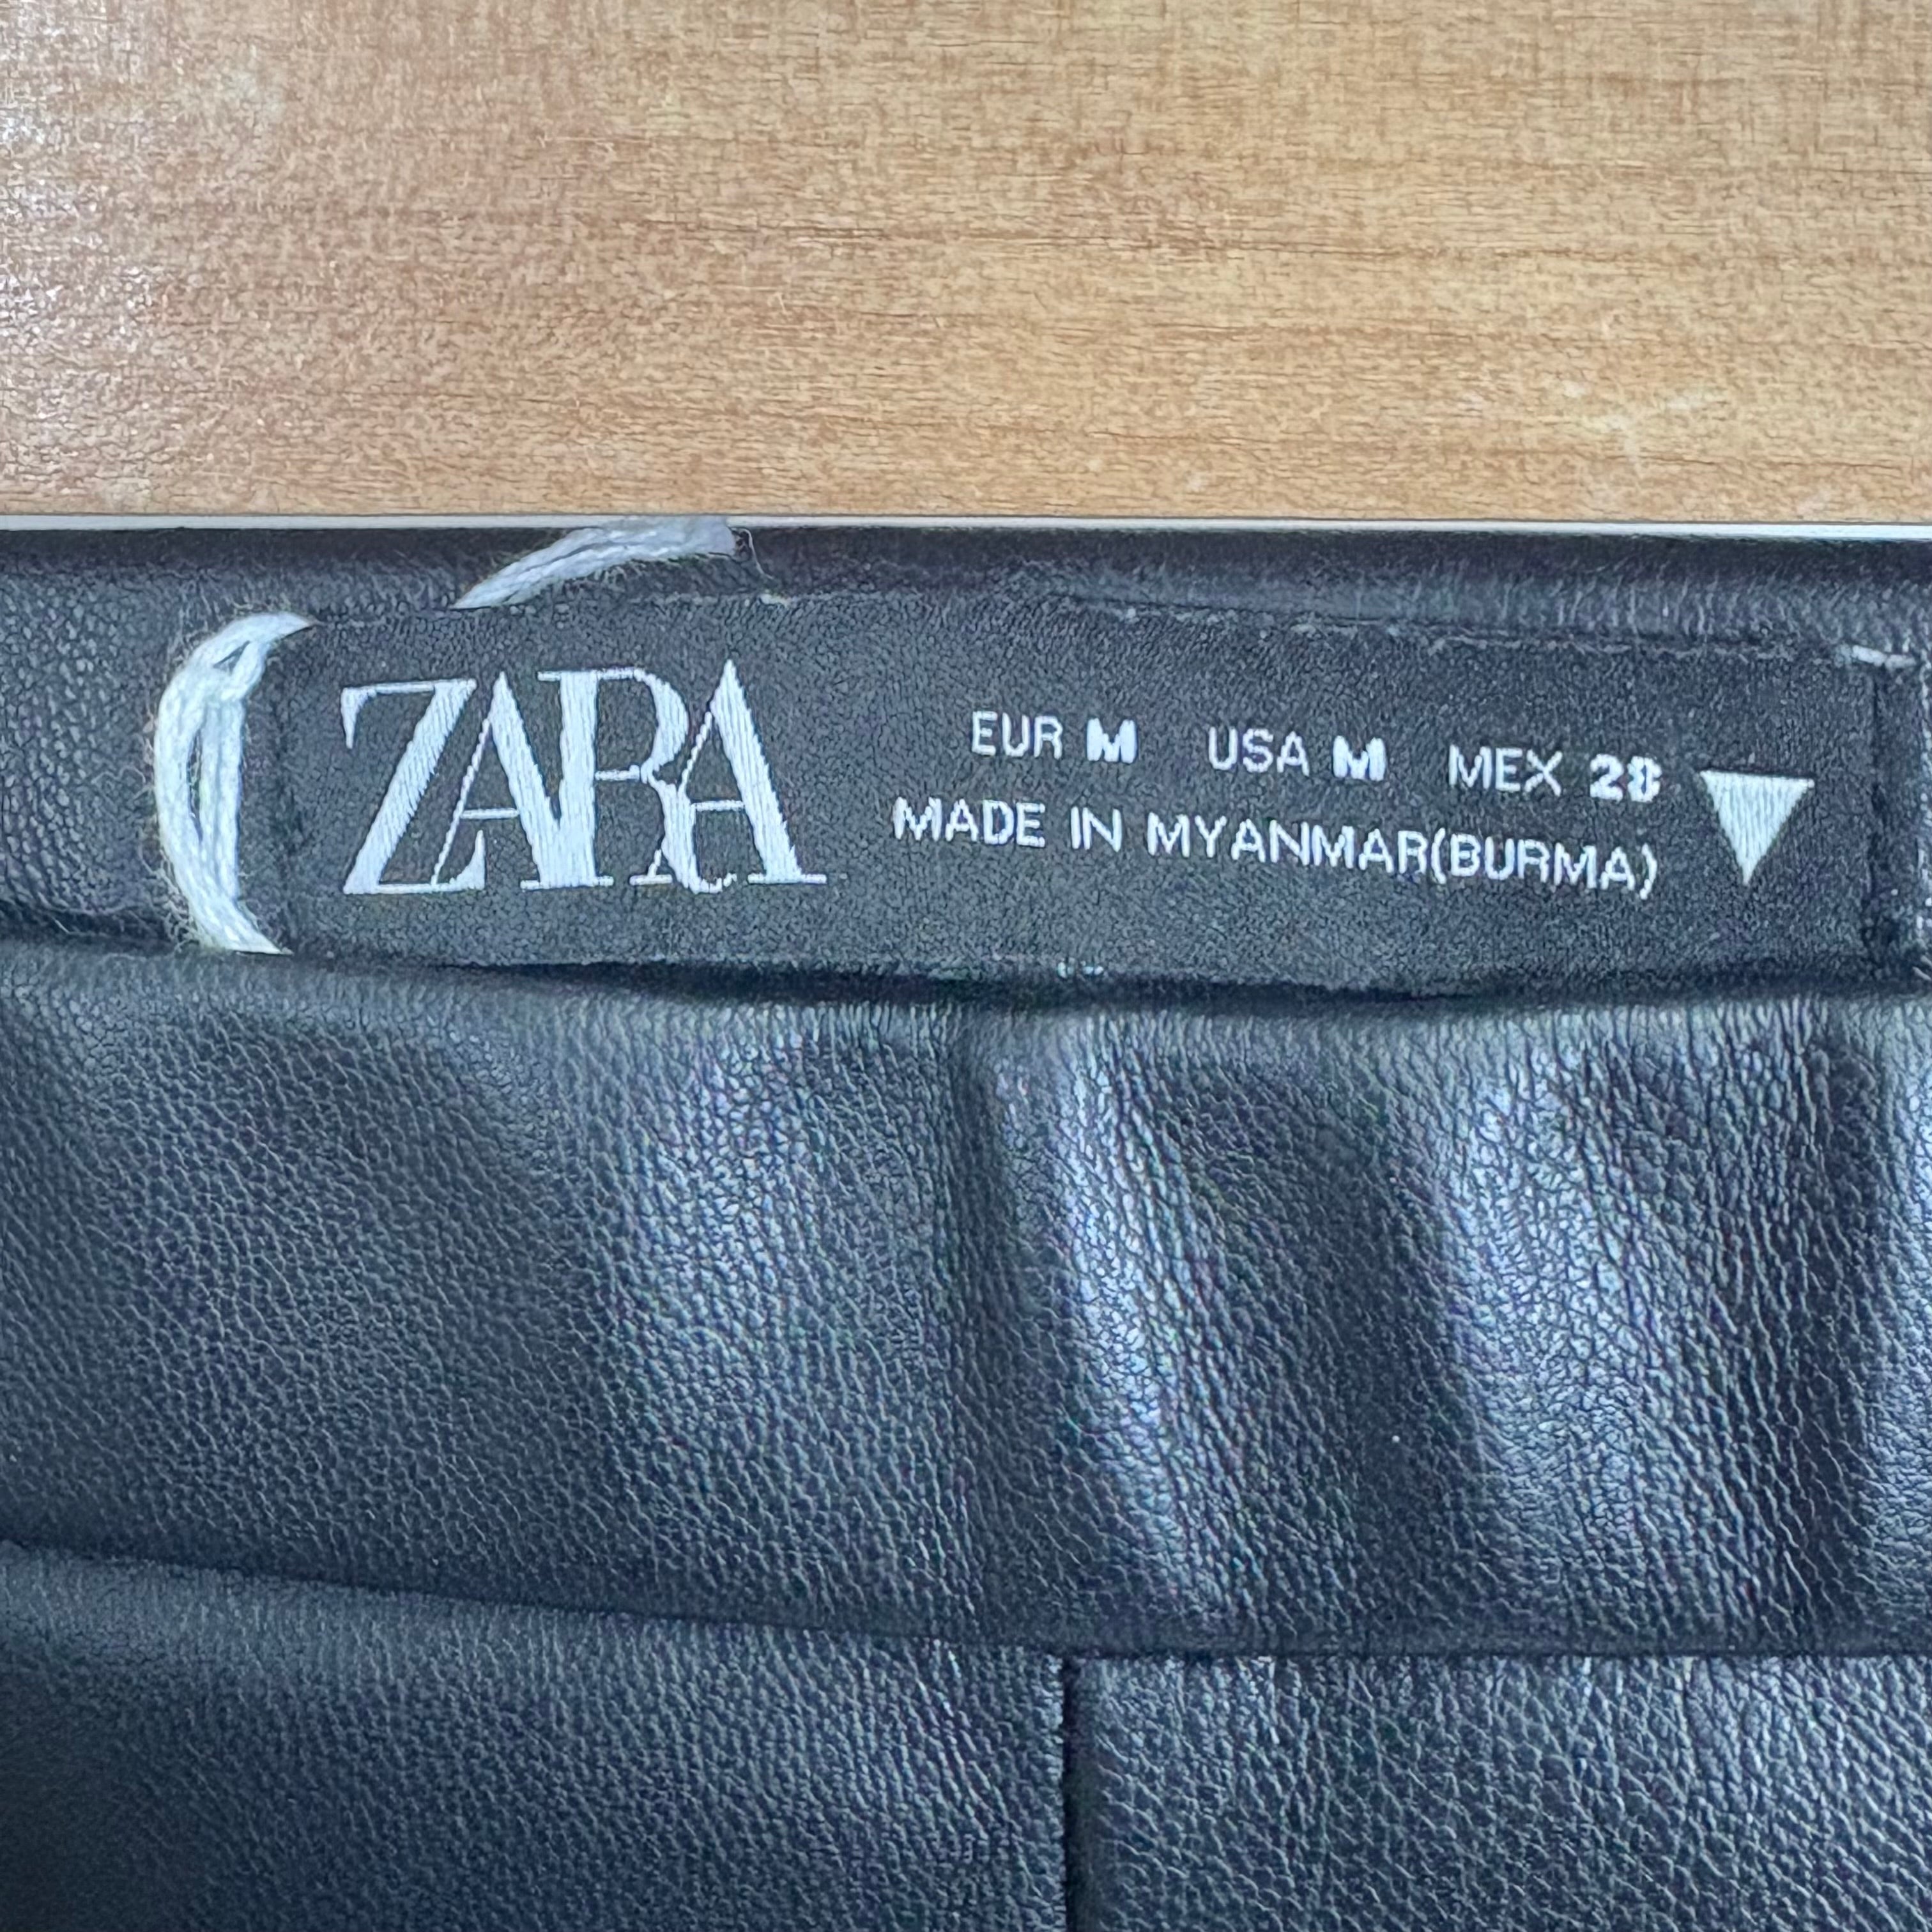 ZARA
EUR M USA M MEX 28
MADE IN MYANMAR(BURMA)